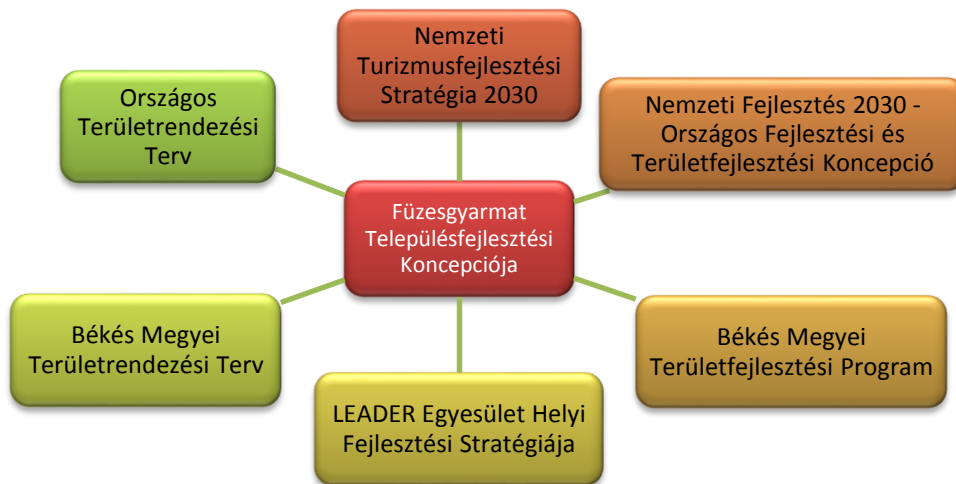 Nemzeti
Turizmusfejlesztési
Stratégia 2030
Országos
Területrendezési
Terv
Nemzeti Fejlesztés 2030 -
Országos Fejlesztési és
Területfejlesztési Koncepció
Füzesgyarmat
Településfejlesztési
Koncepciója
Békés Megyei
Területrendezési Terv
Békés Megyei
Területfejlesztési Program
LEADER Egyesület Helyi
Fejlesztési Stratégiája